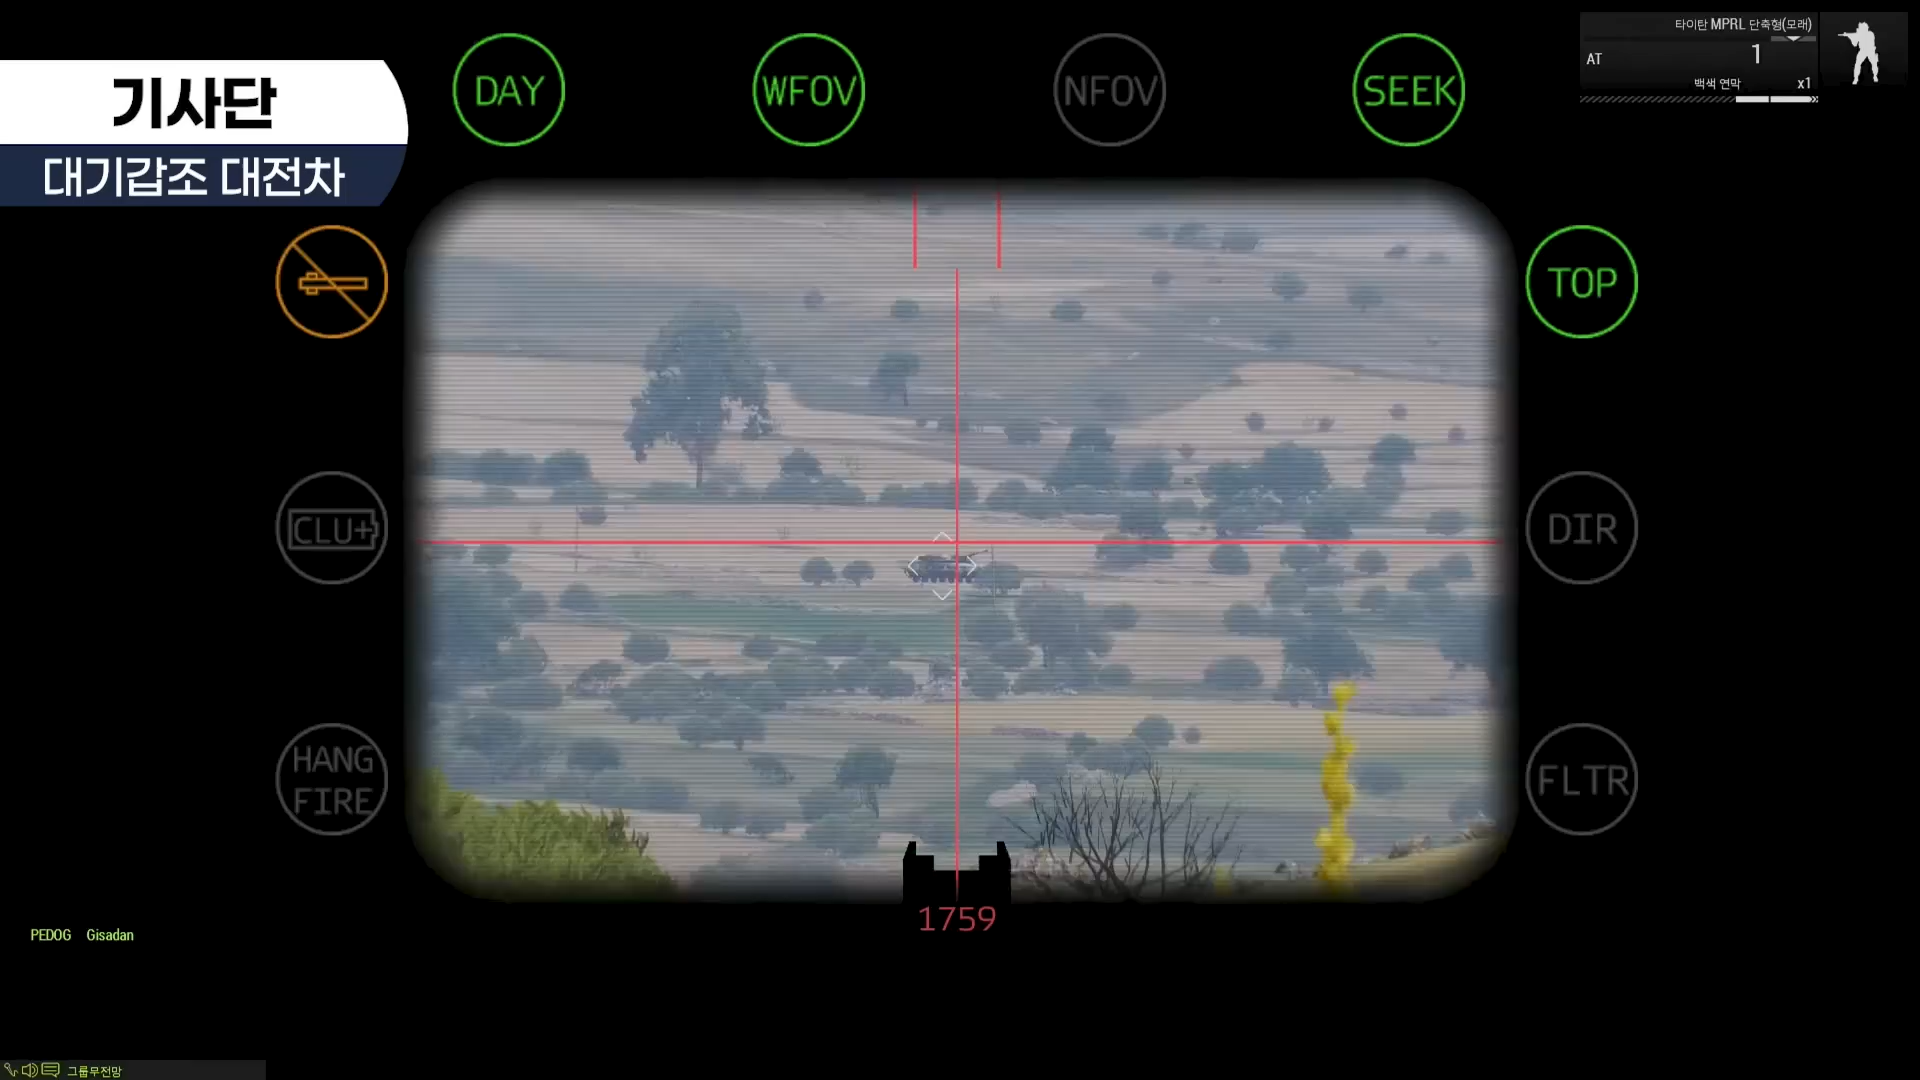 기사단
대기갑조 대전차
DAY
WFOV
NFOV
SEEK
타이탄 MPRL 단축형(모래)
AT
1
백색 연막
x1
TOP
CLU+
DIR
HANG
FIRE
FLTR
1759
PEDOG Gisadan
그룹무전망